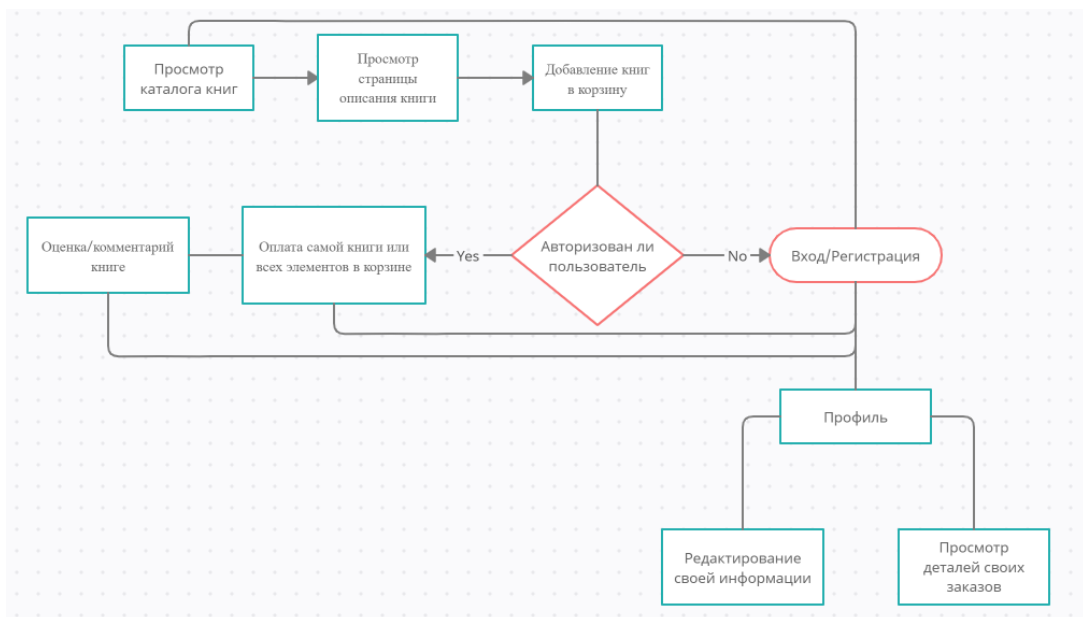 Просмотр
каталога книг
Просмотр
страницы
описания книги
Добавление книг
в корзину
Оценка/комментарий
книге
Оплата самой книги или
всех элементов в корзине
Yes
Авторизован ли
пользователь
No
Вход/Регистрация
Профиль
Редактирование
своей информации
Просмотр
деталей своих
заказов